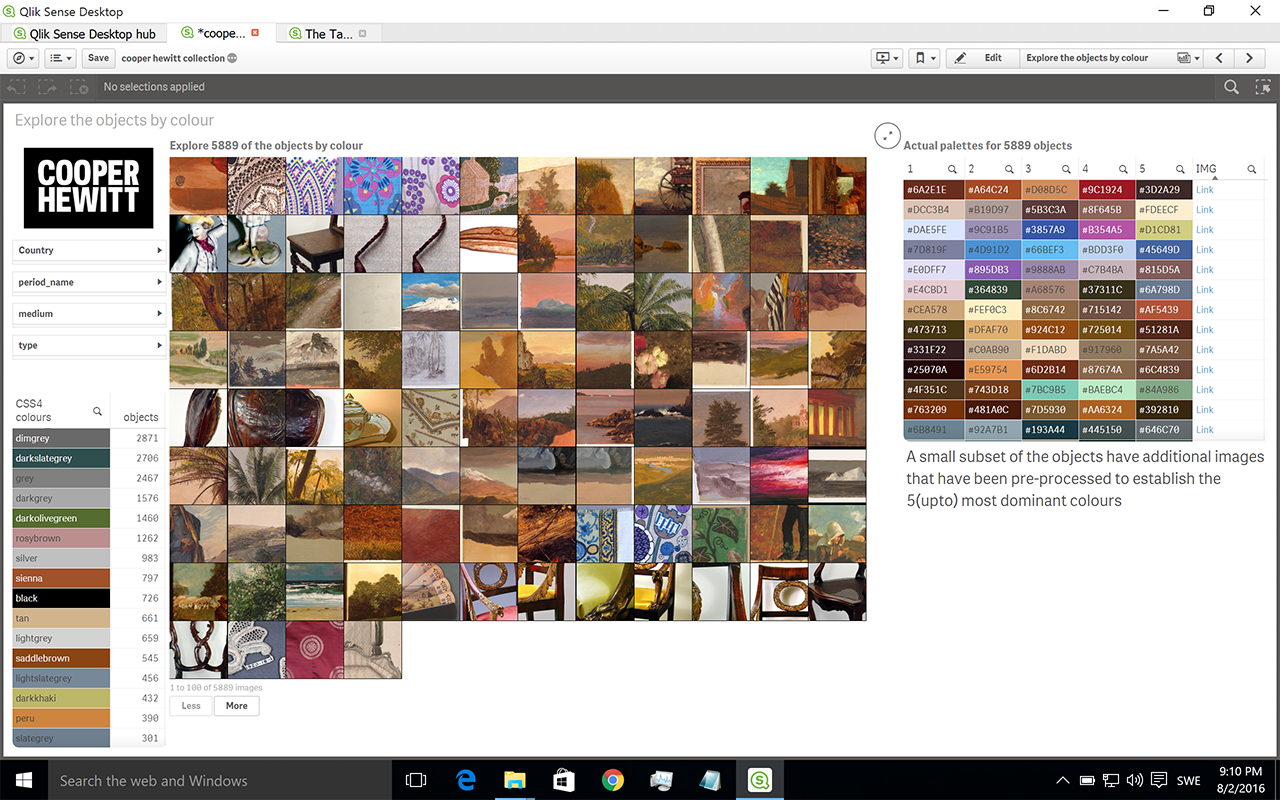 Qlik Sense Desktop
Qlik Sense Desktop hub
*coope...
The Ta...
Save
cooper hewitt collection
Edit
Explore the objects by colour
No selections applied
Explore the objects by colour
COOPER
HEWITT
Country
period_name
medium
type
CSS4
colours objects
dimgrey 2871
darkslategrey 2706
grey 2467
darkgrey 1576
darkolivegreen 1460
rosybrown 1262
silver 983
sienna 797
black 726
tan 661
lightgrey 659
saddlebrown 545
lightslategrey 456
darkkhaki 432
peru 390
slategrey 301
Explore 5889 of the objects by colour
1 to 100 of 5889 images
Less
More
Actual palettes for 5889 objects
1 2 3 4 5 IMG
#6A2E1E #A64C24 #D08D5C #9C1924 #3D2A29 Link
#DCC3B4 #B19D97 #5B3C3A #8F645B #FDEECF Link
#DAE5FE #9C91B5 #3857A9 #B354A5 #D1CD81 Link
#7D819F #4D91D2 #66BEF3 #BDD3F0 #45649D Link
#E0DFF7 #895DB3 #9888AB #C7B4BA #815D5A Link
#E4CBD1 #364839 #A68576 #37311C #6A798D Link
#CEA578 #FEF0C3 #8C6742 #715142 #AF5439 Link
#473713 #DFAF70 #924C12 #725014 #51281A Link
#331F22 #C0AB90 #F1DABD #917960 #7A5A42 Link
#25070A #E59754 #6D2B14 #87674A #6C4839 Link
#4F351C #743D18 #7BC9B5 #BAEBC4 #84A986 Link
#763209 #481A0C #7D5930 #AA6324 #392810 Link
#6B8491 #92A7B1 #193A44 #445150 #646C70 Link
A small subset of the objects have additional images
that have been pre-processed to establish the
5(upto) most dominant colours
Search the web and Windows
SWE
9:10 PM
8/2/2016